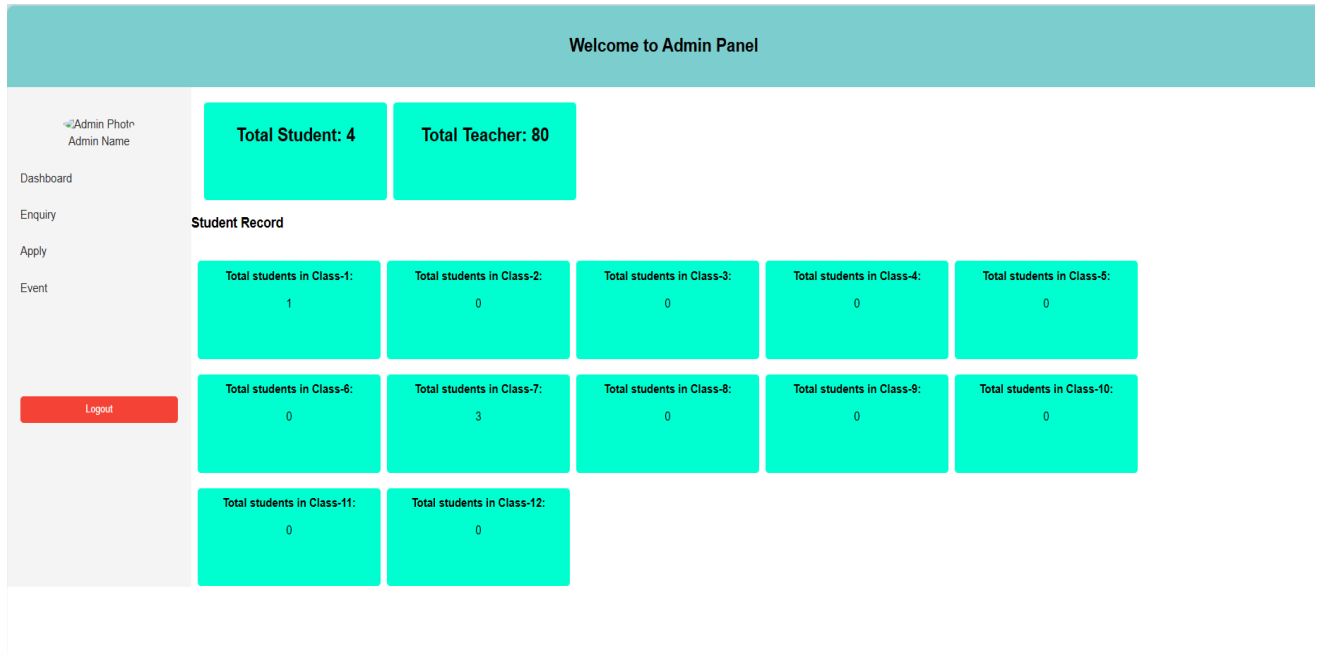 Welcome to Admin Panel
Admin Photo
Admin Name
Dashboard
Enquiry
Apply
Event
Logout
Total Student: 4
Total Teacher: 80
Student Record
Total students in Class-1:
1
Total students in Class-2:
0
Total students in Class-3:
0
Total students in Class-4:
0
Total students in Class-5:
0
Total students in Class-6:
0
Total students in Class-7:
3
Total students in Class-8:
0
Total students in Class-9:
0
Total students in Class-10:
0
Total students in Class-11:
0
Total students in Class-12:
0